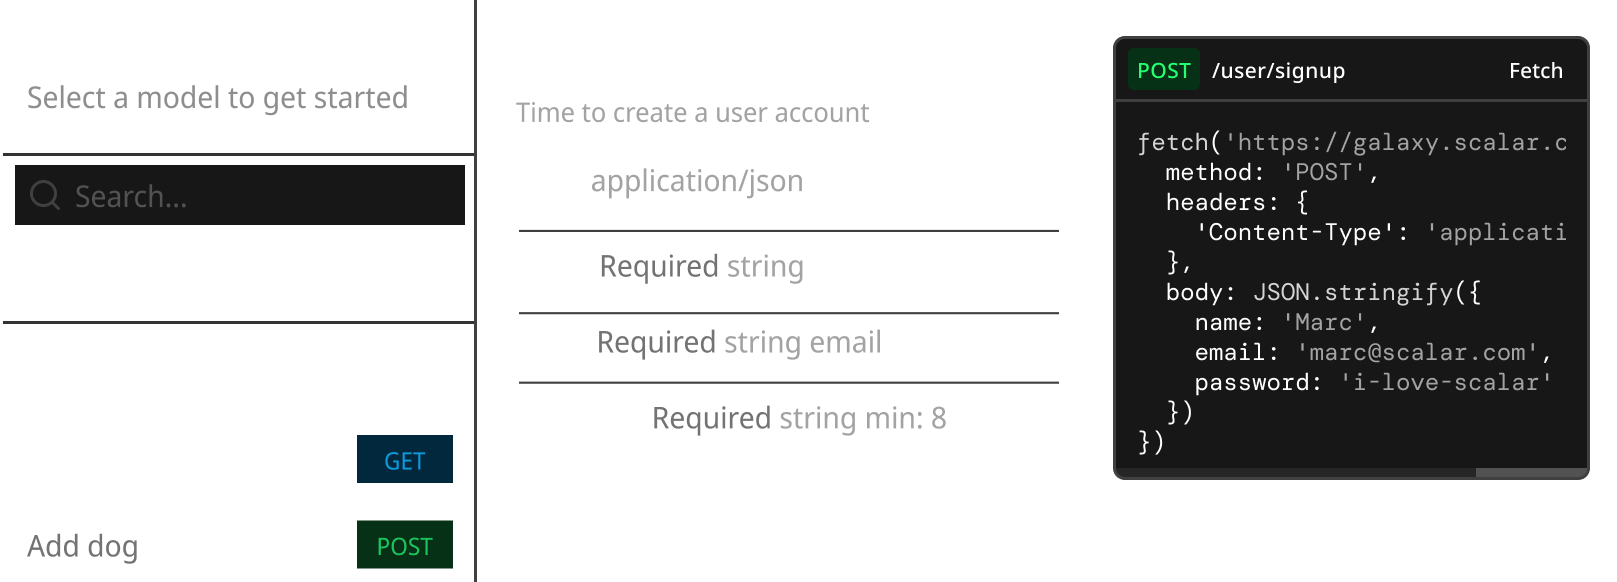 Select a model to get started
Search...
GET
Add dog POST
Time to create a user account
application/json
Required string
Required string email
Required string min: 8
POST /user/signup Fetch
fetch('https://galaxy.scalar.c
method: 'POST',
headers: {
'Content-Type': 'applicati
},
body: JSON.stringify({
name: 'Marc',
email: 'marc@scalar.com',
password: 'i-love-scalar'
})
})